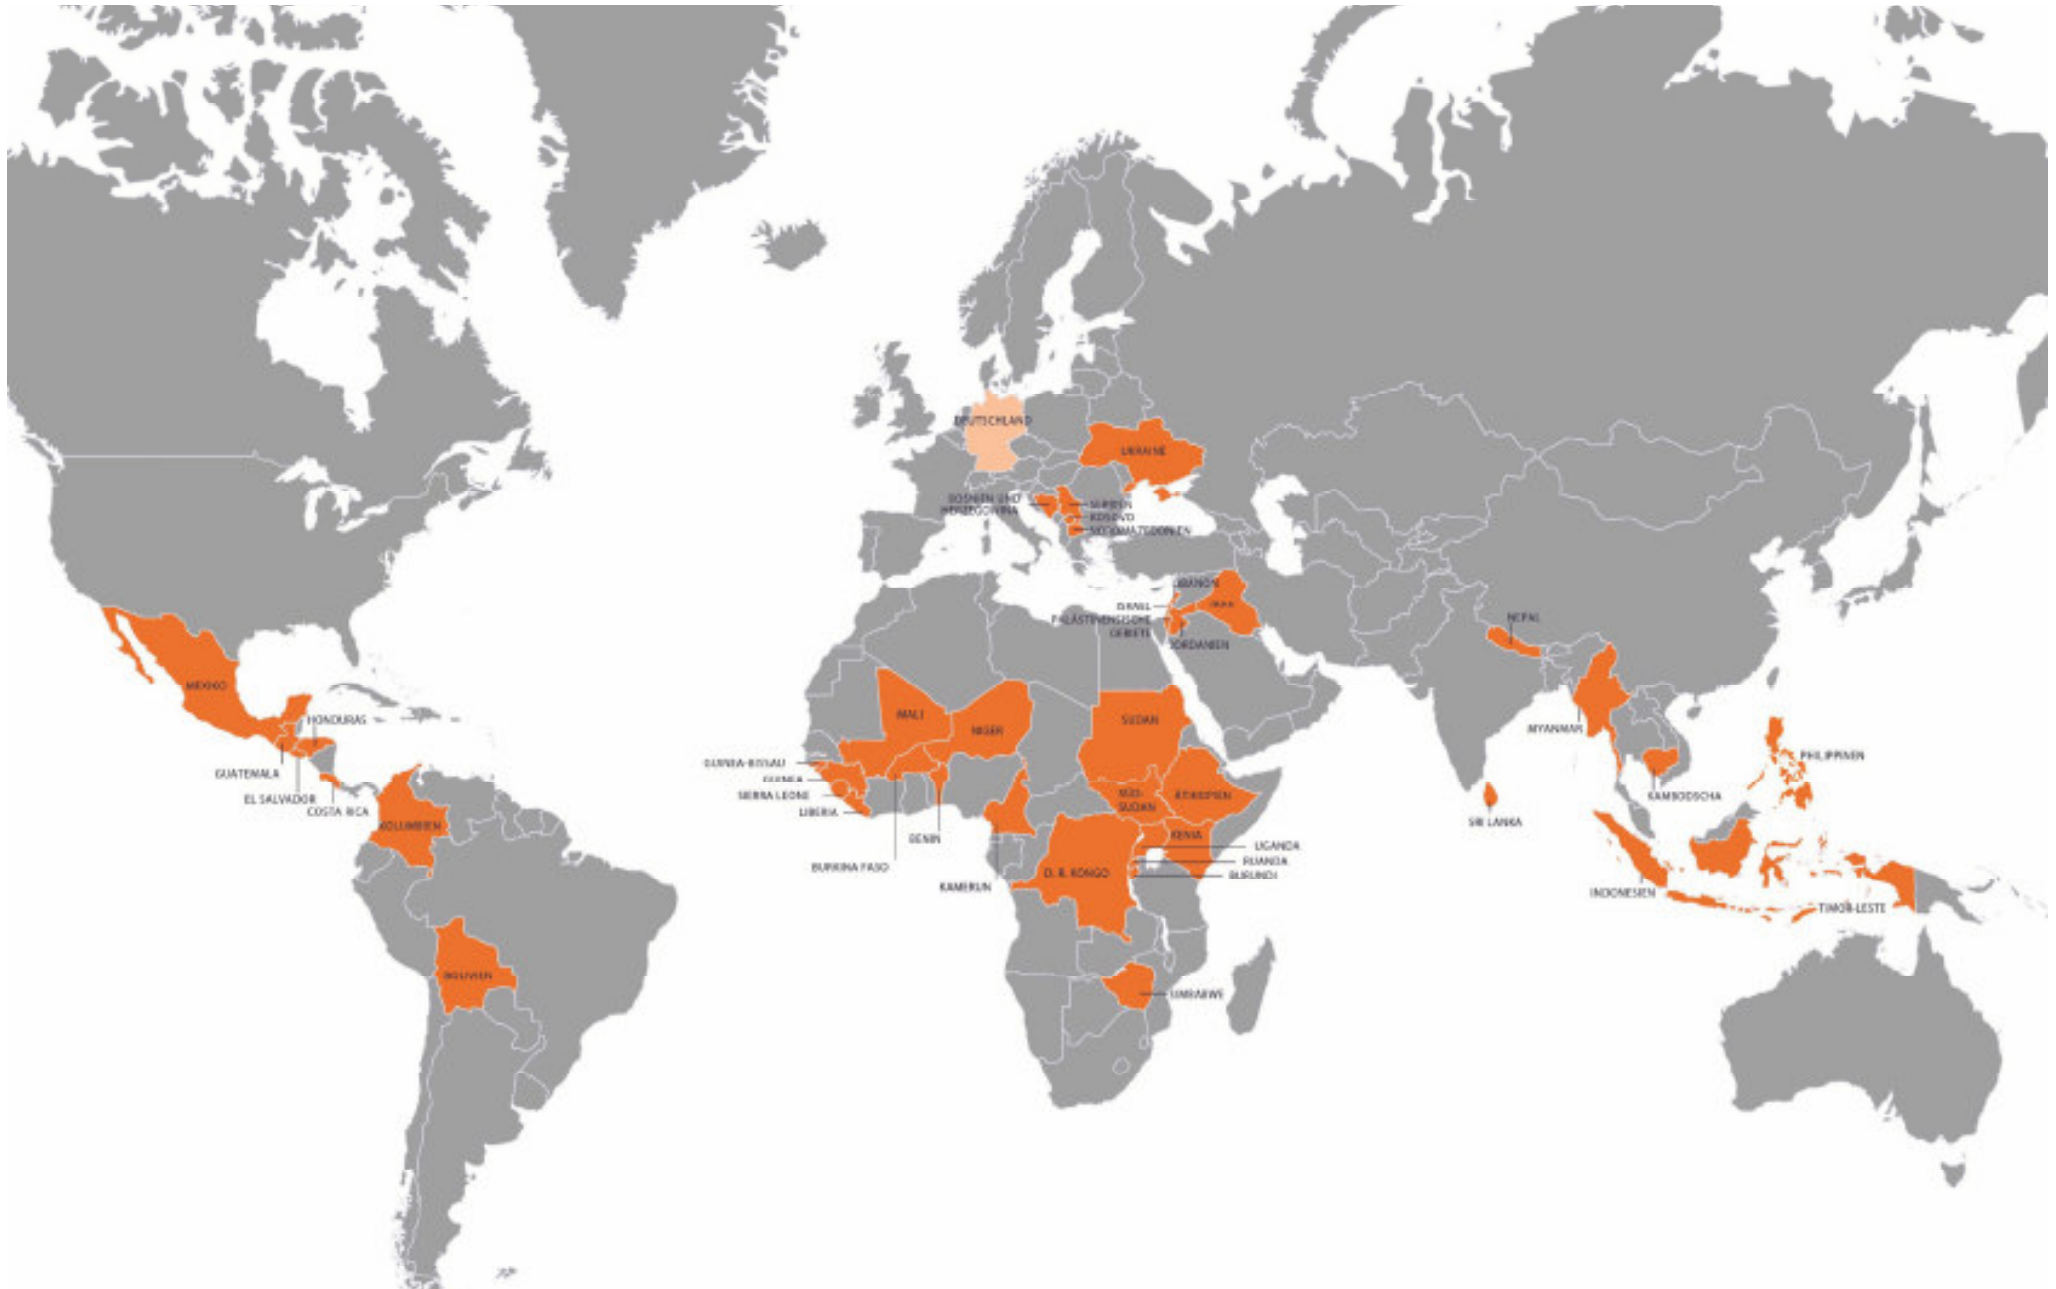 DEUTSCHLAND
UKRAINE
BOSNIEN UND
HERZEGOWINA
SERBIEN
KOSOVO
NORDMAZEDONIEN
LIBANON
IRAK
ISRAEL
PALÄSTINENSISCHE
GEBIETE
JORDANIEN
NEPAL
MEXIKO
HONDURAS
GUATEMALA
EL SALVADOR
COSTA RICA
KOLUMBIEN
BOLIVIEN
MALI
NIGER
SUDAN
GUINEA-BISSAU
GUINEA
SIERRA LEONE
LIBERIA
BENIN
BURKINA FASO
KAMERUN
SÜD-
SUDAN
ÄTHIOPIEN
KENIA
UGANDA
RUANDA
BURUNDI
D. R. KONGO
SIMBABWE
MYANMAR
PHILIPPINEN
KAMBODSCHA
SRI LANKA
INDONESIEN
TIMOR-LESTE